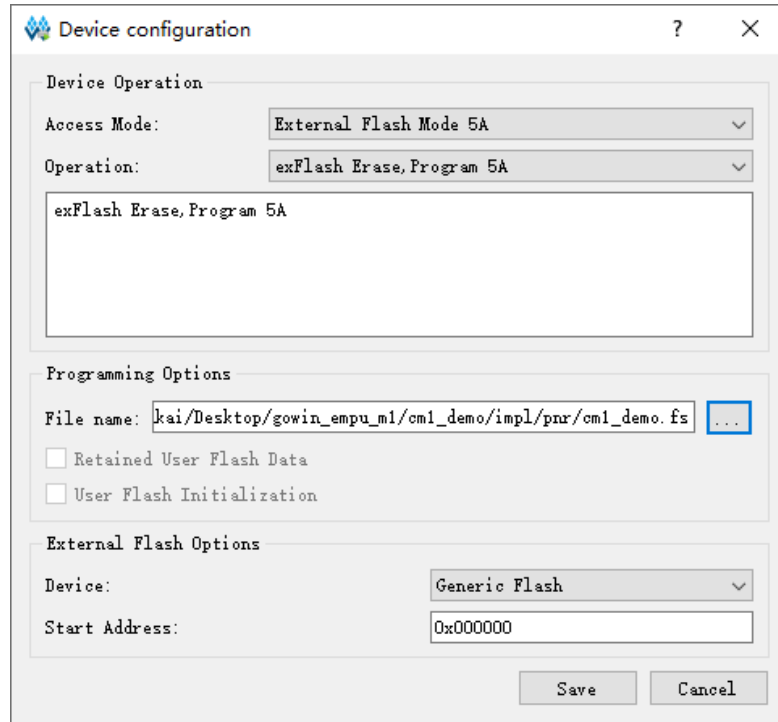 Device configuration
Device Operation
Access Mode: External Flash Mode 5A
Operation: exFlash Erase,Program 5A
exFlash Erase,Program 5A
Programming Options
File name: kai/Desktop/gowin_empu_m1/cm1_demo/impl/pnr/cm1_demo.fs ...
Retained User Flash Data
User Flash Initialization
External Flash Options
Device: Generic Flash
Start Address: 0x000000
Save Cancel